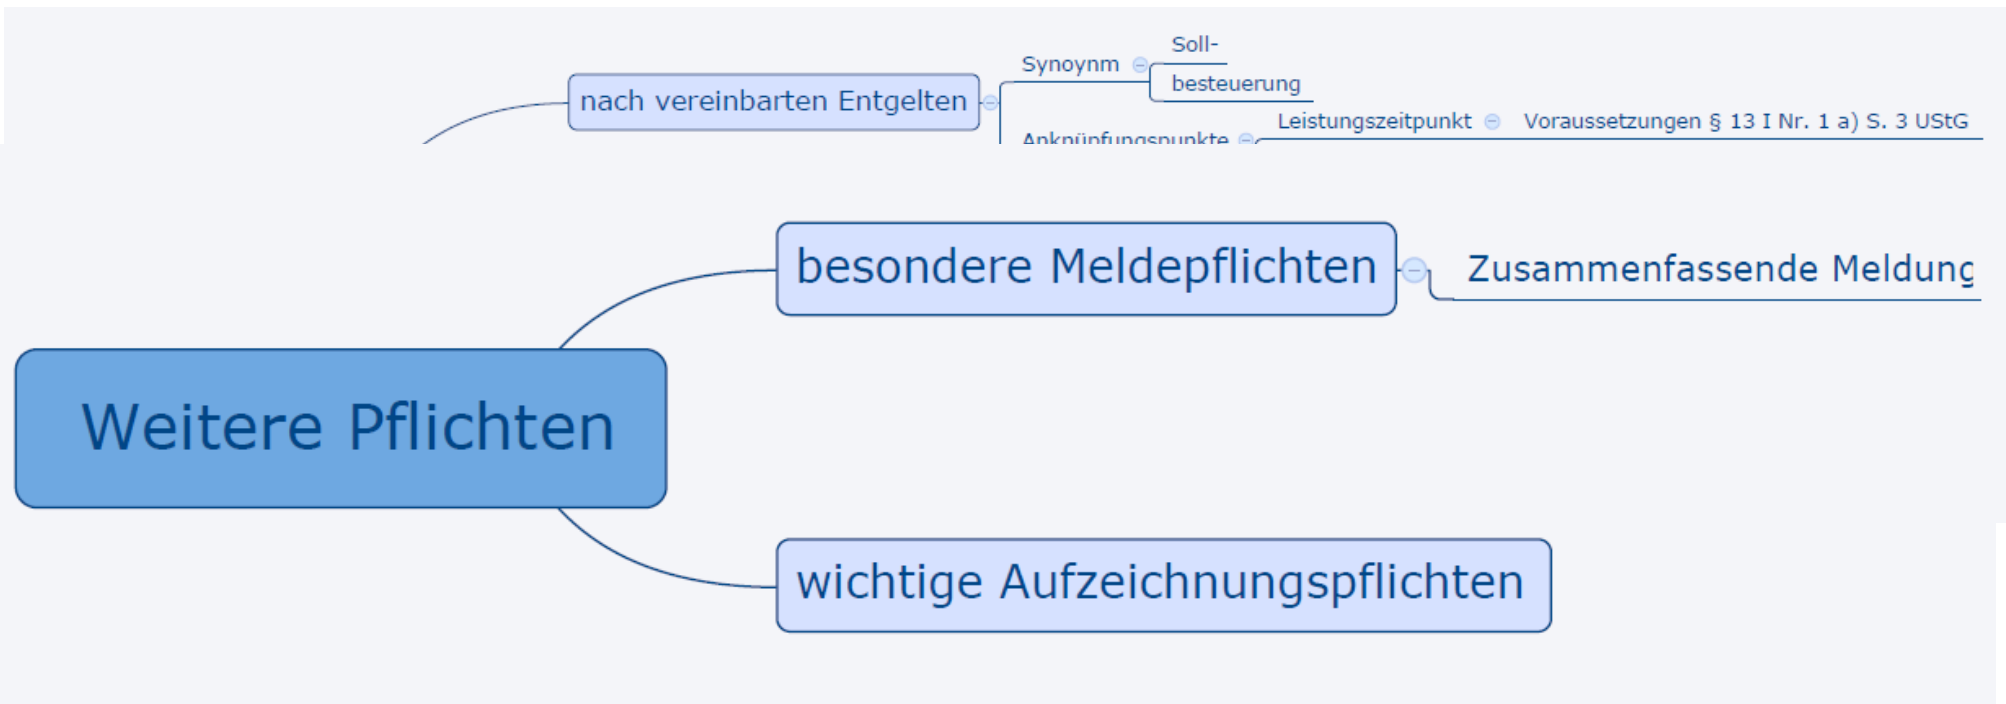 Soll-
Synoynm
besteuerung
nach vereinbarten Entgelten
Leistungszeitpunkt
Voraussetzungen § 13 I Nr. 1 a) S. 3 UStG
Anknüpfungspunkte
besondere Meldepflichten
Zusammenfassende Meldung
Weitere Pflichten
wichtige Aufzeichnungspflichten